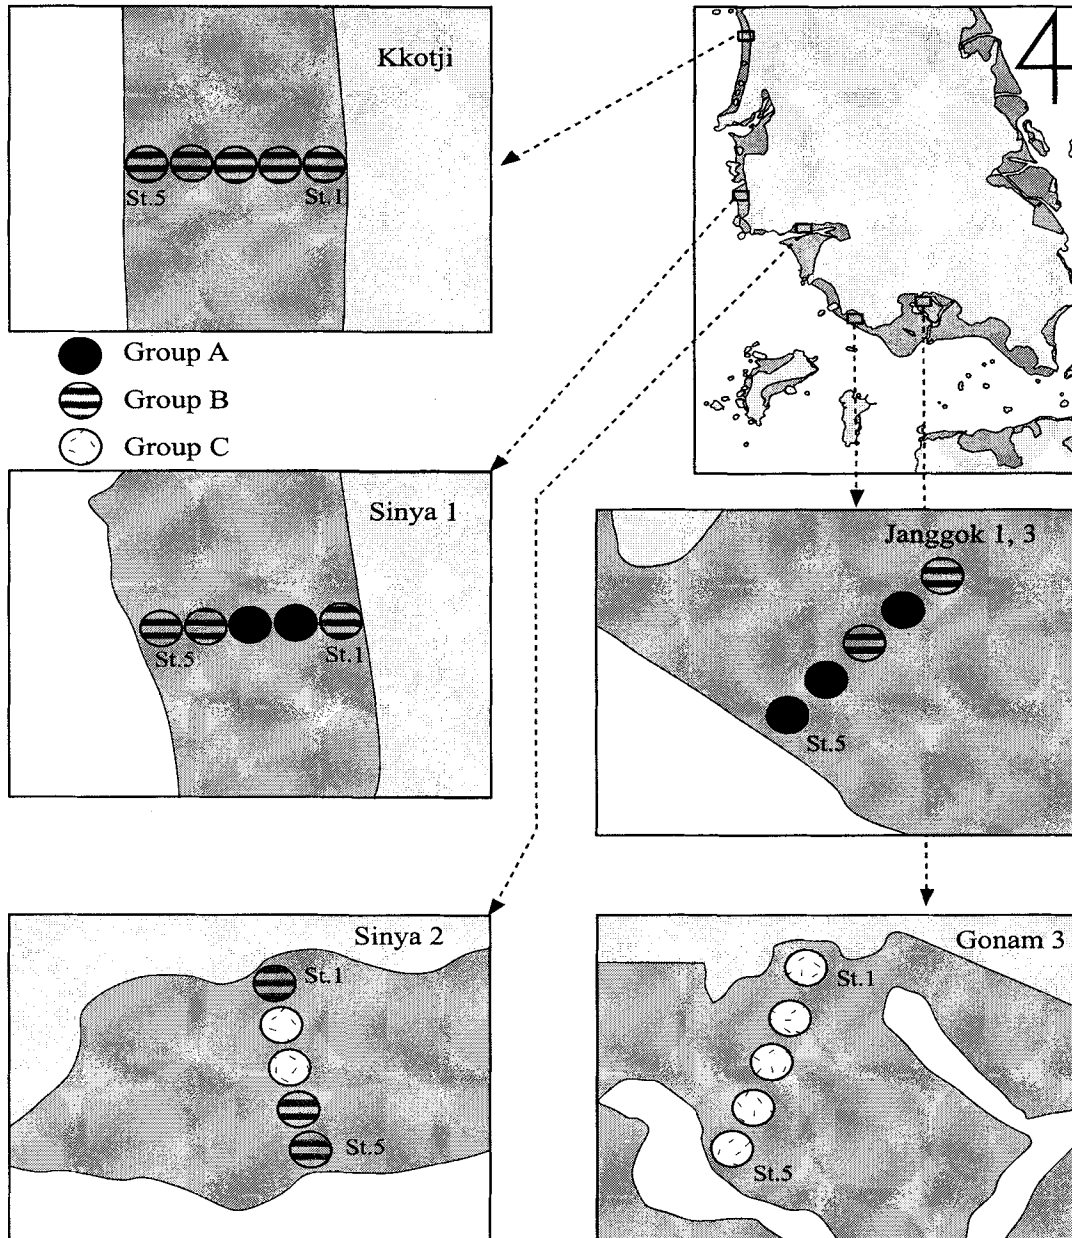 Kkotji
St.5
St.1
Group A
Group B
Group C
Sinya 1
St.5
St.1
Janggok 1, 3
St.5
Sinya 2
St.1
St.5
Gonam 3
St.1
St.5